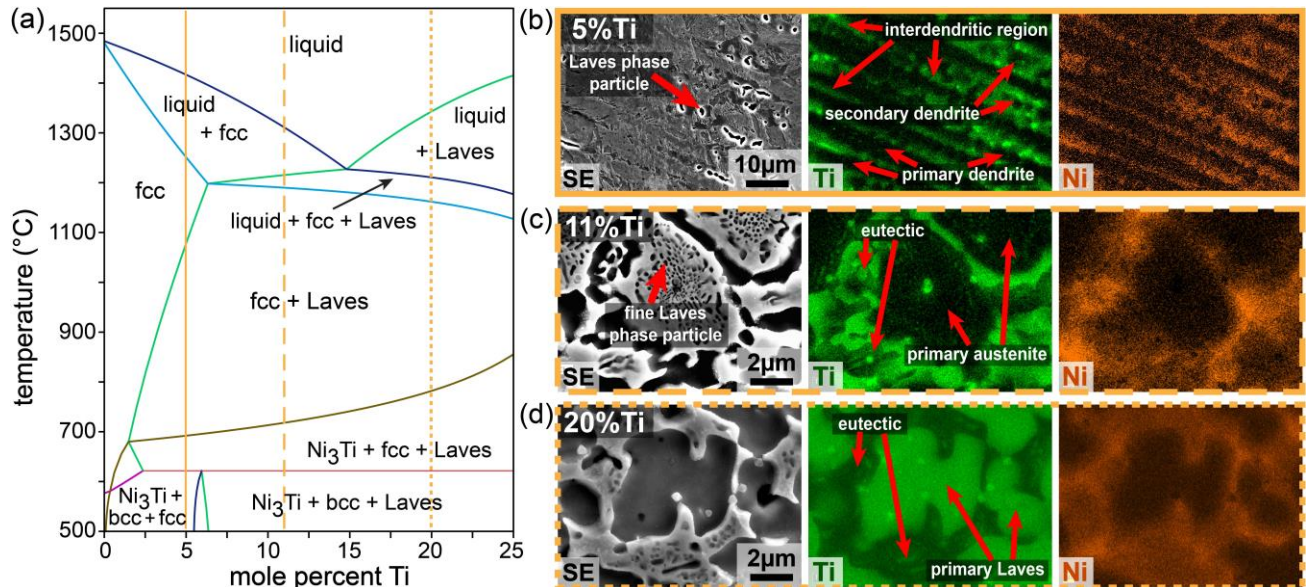 (a)
1500
1300
1100
900
700
500
temperature (°C)
0
5
10
15
20
25
mole percent Ti
liquid
liquid
+ fcc
liquid
+ Laves
fcc
liquid + fcc + Laves
fcc + Laves
Ni₃Ti + fcc + Laves
Ni₃Ti +
bcc + fcc
Ni₃Ti + bcc + Laves
(b)
5%Ti
Laves phase
particle
10µm
SE
interdendritic region
secondary dendrite
primary dendrite
Ti
Ni
(c)
11%Ti
fine Laves
phase particle
2µm
SE
eutectic
primary austenite
Ti
Ni
(d)
20%Ti
2µm
SE
eutectic
primary Laves
Ti
Ni